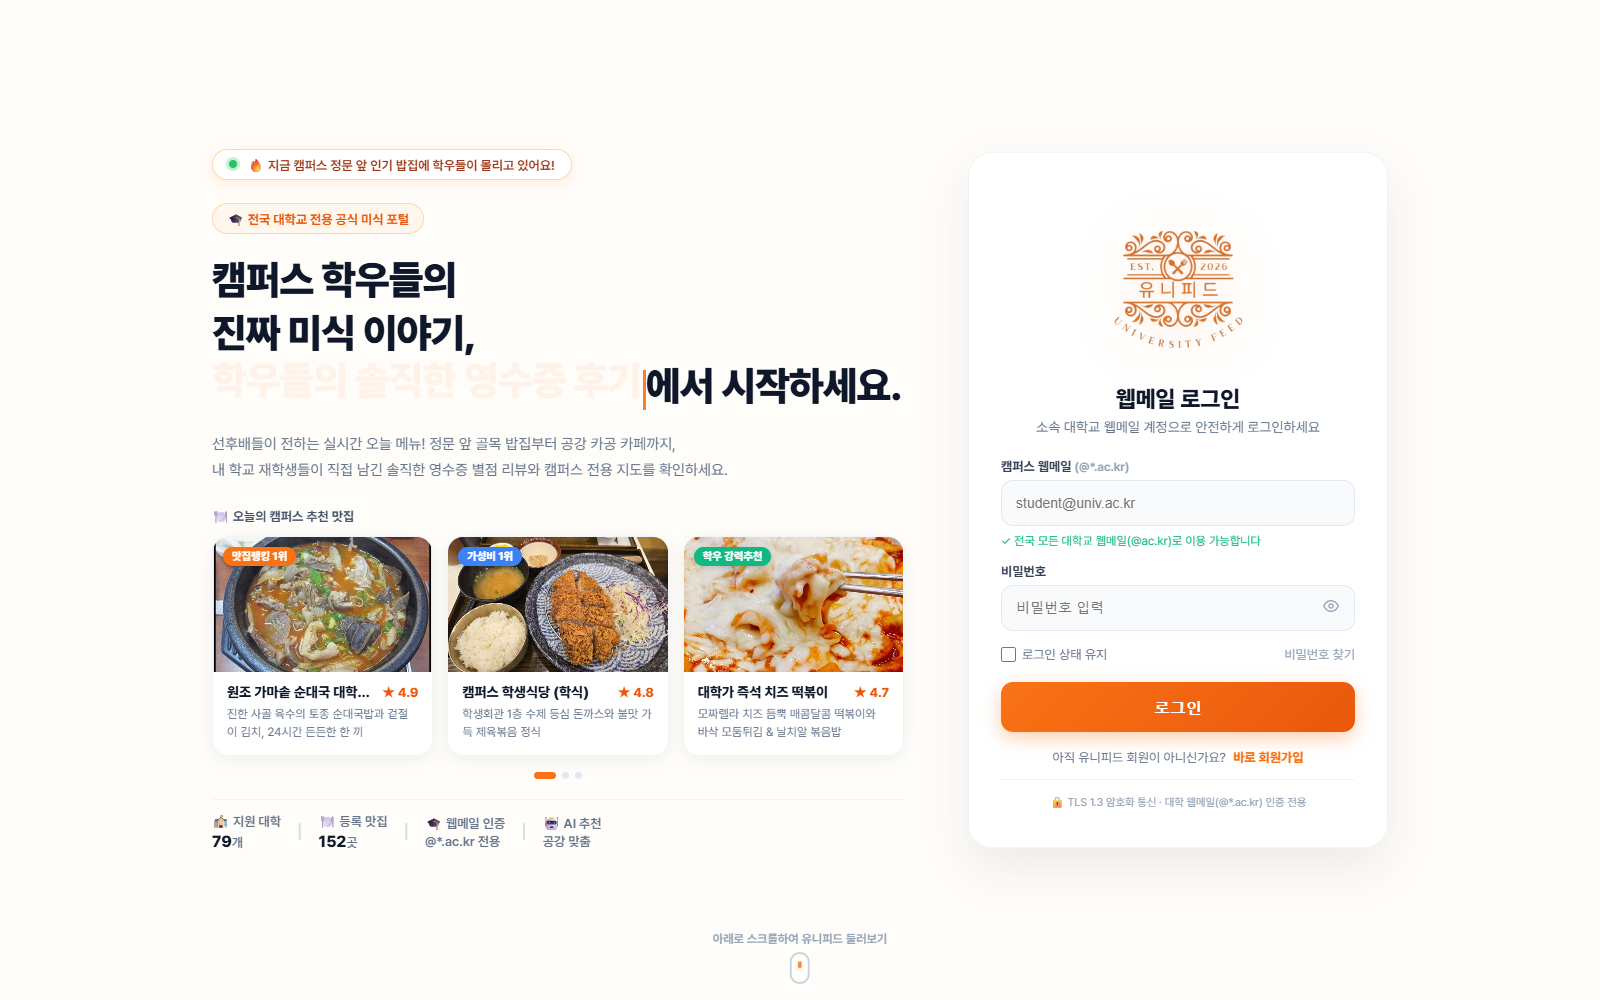 🔥 지금 캠퍼스 정문 앞 인기 밥집에 학우들이 몰리고 있어요!
🎓 전국 대학교 전용 공식 미식 포털
캠퍼스 학우들의
진짜 미식 이야기,
학우들의 솔직한 영수증 후기에서 시작하세요.
선후배들이 전하는 실시간 오늘 메뉴! 정문 앞 골목 밥집부터 공강 카공 카페까지,
내 학교 재학생들이 직접 남긴 솔직한 영수증 별점 리뷰와 캠퍼스 전용 지도를 확인하세요.
🍽️ 오늘의 캠퍼스 추천 맛집
맛집랭킹 1위
원조 가마솥 순대국 대학... ★ 4.9
진한 사골 육수의 토종 순대국밥과 겉절
이 김치, 24시간 든든한 한 끼
가성비 1위
캠퍼스 학생식당 (학식) ★ 4.8
학생회관 1층 수제 등심 돈까스와 불맛 가
득 제육볶음 정식
학우 강력추천
대학가 즉석 치즈 떡볶이 ★ 4.7
모짜렐라 치즈 듬뿍 매콤달콤 떡볶이와
바삭 모둠튀김 & 날치알 볶음밥
🏫 지원 대학
79개
🍽️ 등록 맛집
152곳
🎓 웹메일 인증
@*.ac.kr 전용
🤖 AI 추천
공강 맞춤
EST. 2026
유니피드
UNIVERSITY FEED
웹메일 로그인
소속 대학교 웹메일 계정으로 안전하게 로그인하세요
캠퍼스 웹메일 (@*.ac.kr)
student@univ.ac.kr
✓ 전국 모든 대학교 웹메일(@ac.kr)로 이용 가능합니다
비밀번호
비밀번호 입력
로그인 상태 유지
비밀번호 찾기
로그인
아직 유니피드 회원이 아니신가요? 바로 회원가입
🔒 TLS 1.3 암호화 통신 · 대학 웹메일(@*.ac.kr) 인증 전용
아래로 스크롤하여 유니피드 둘러보기